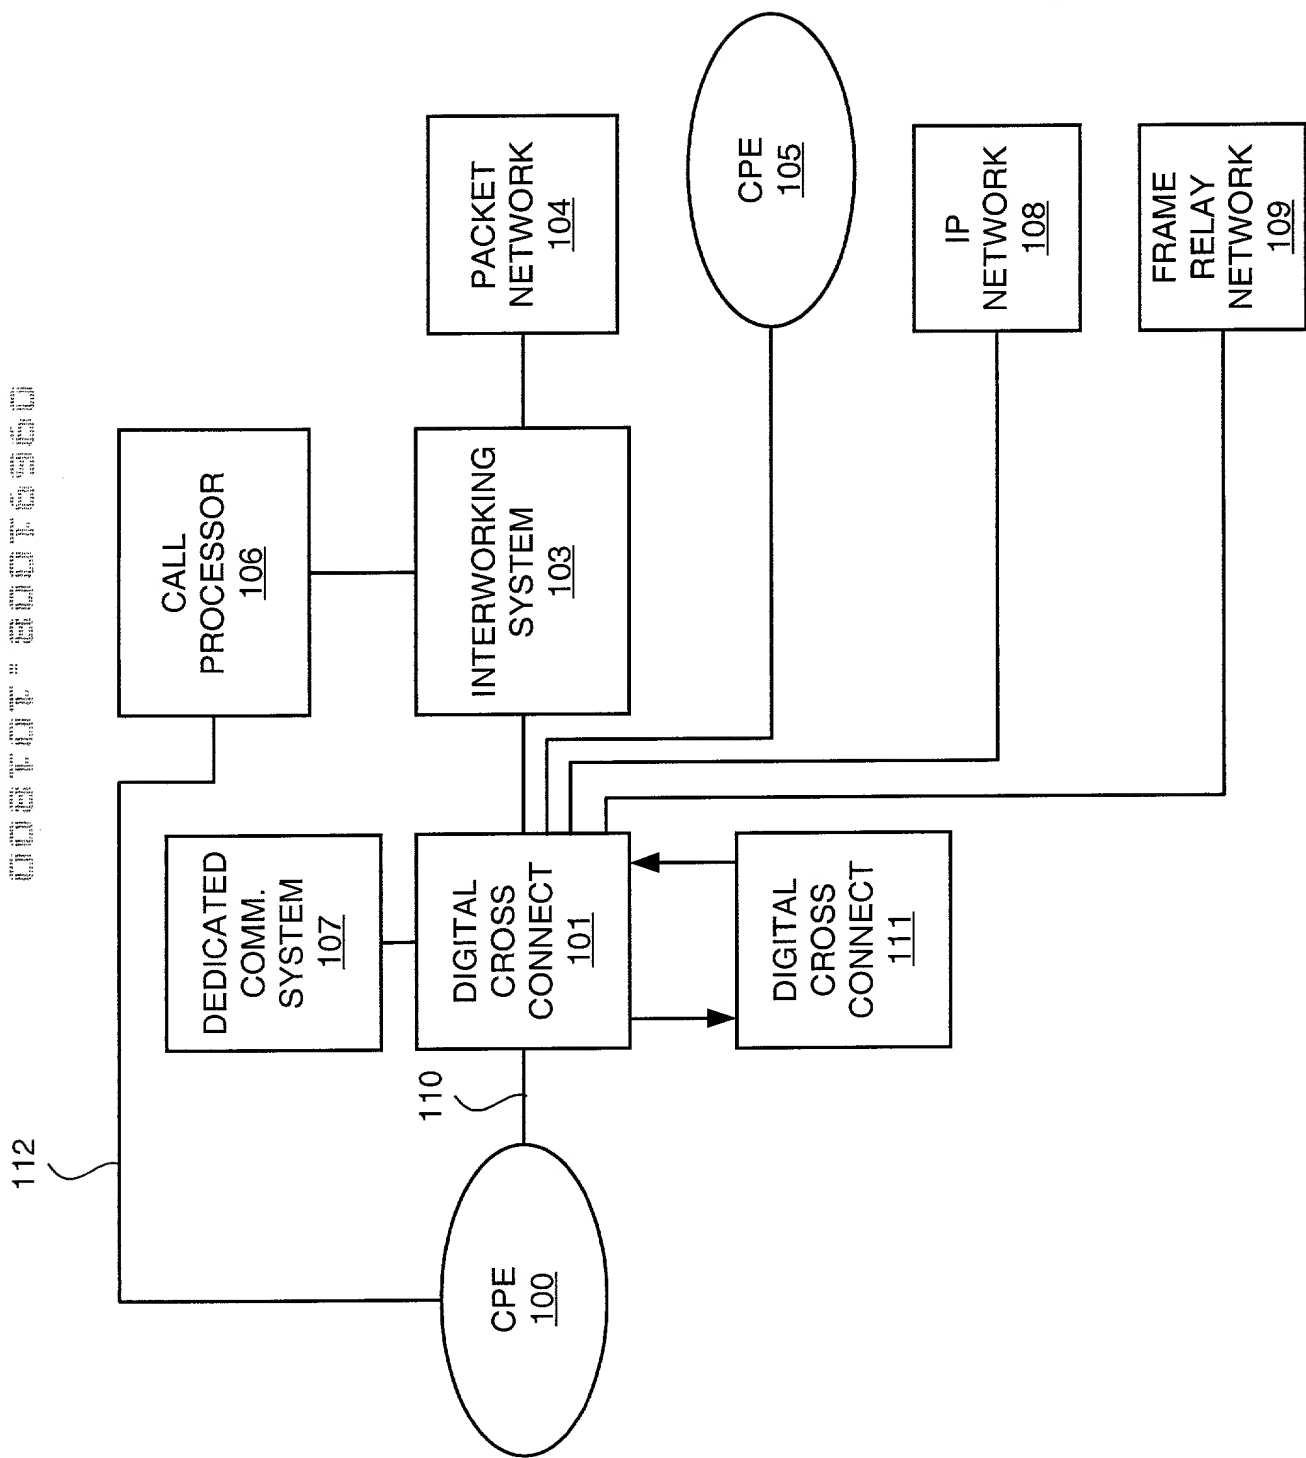 112
CALL
PROCESSOR
106
DEDICATED
COMM.
SYSTEM
107
110
CPE
100
DIGITAL
CROSS
CONNECT
101
INTERWORKING
SYSTEM
103
PACKET
NETWORK
104
DIGITAL
CROSS
CONNECT
111
CPE
105
IP
NETWORK
108
FRAME
RELAY
NETWORK
109